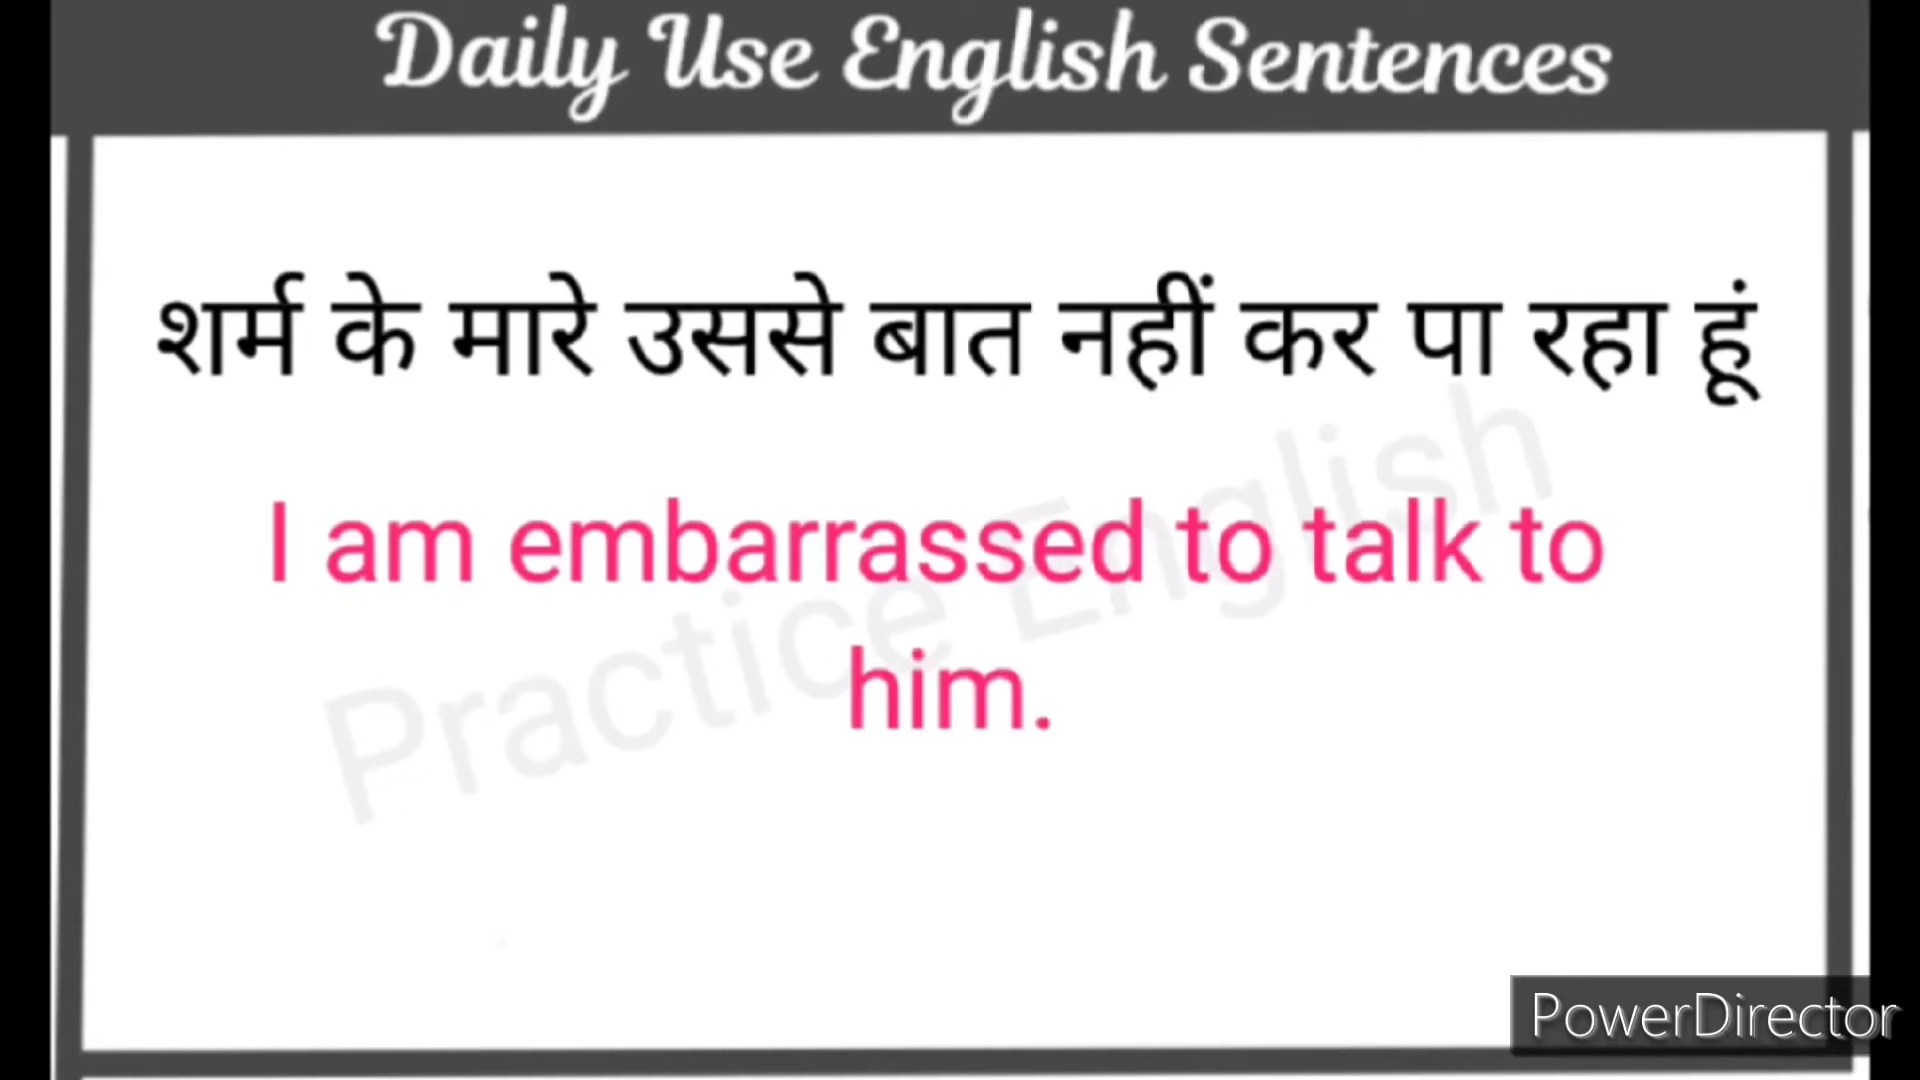 Daily Use English Sentences
शर्म के मारे उससे बात नहीं कर पा रहा हूं
I am embarrassed to talk to
him.
Practice English
PowerDirector